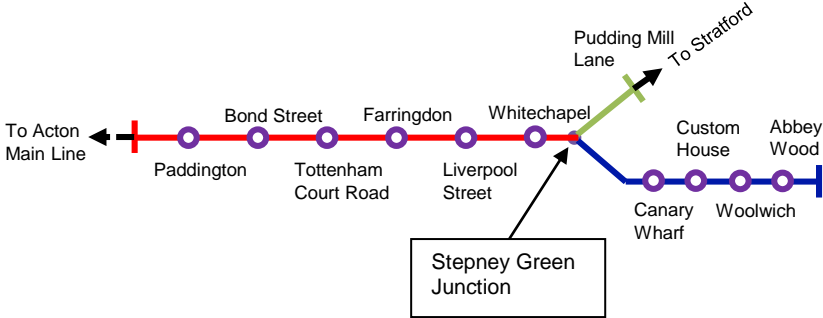 Pudding Mill
Lane
To Stratford
To Acton
Main Line
Bond Street
Farringdon
Whitechapel
Paddington
Tottenham
Court Road
Liverpool
Street
Custom
House
Abbey
Wood
Canary
Wharf
Woolwich
Stepney Green
Junction